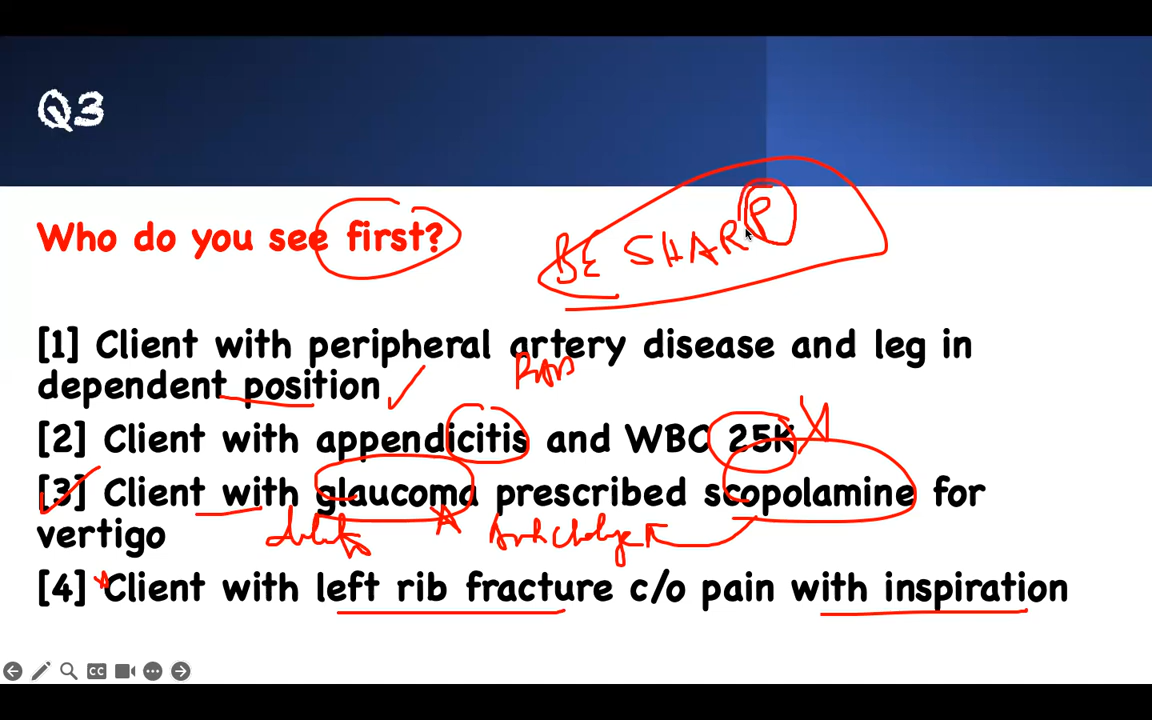 Q3
BE SHARP
Who do you see first?
[1] Client with peripheral artery disease and leg in
dependent position
PAD
[2] Client with appendicitis and WBC 25K
[3] Client with glaucoma prescribed scopolamine for
vertigo
[4] Client with left rib fracture c/o pain with inspiration
CC